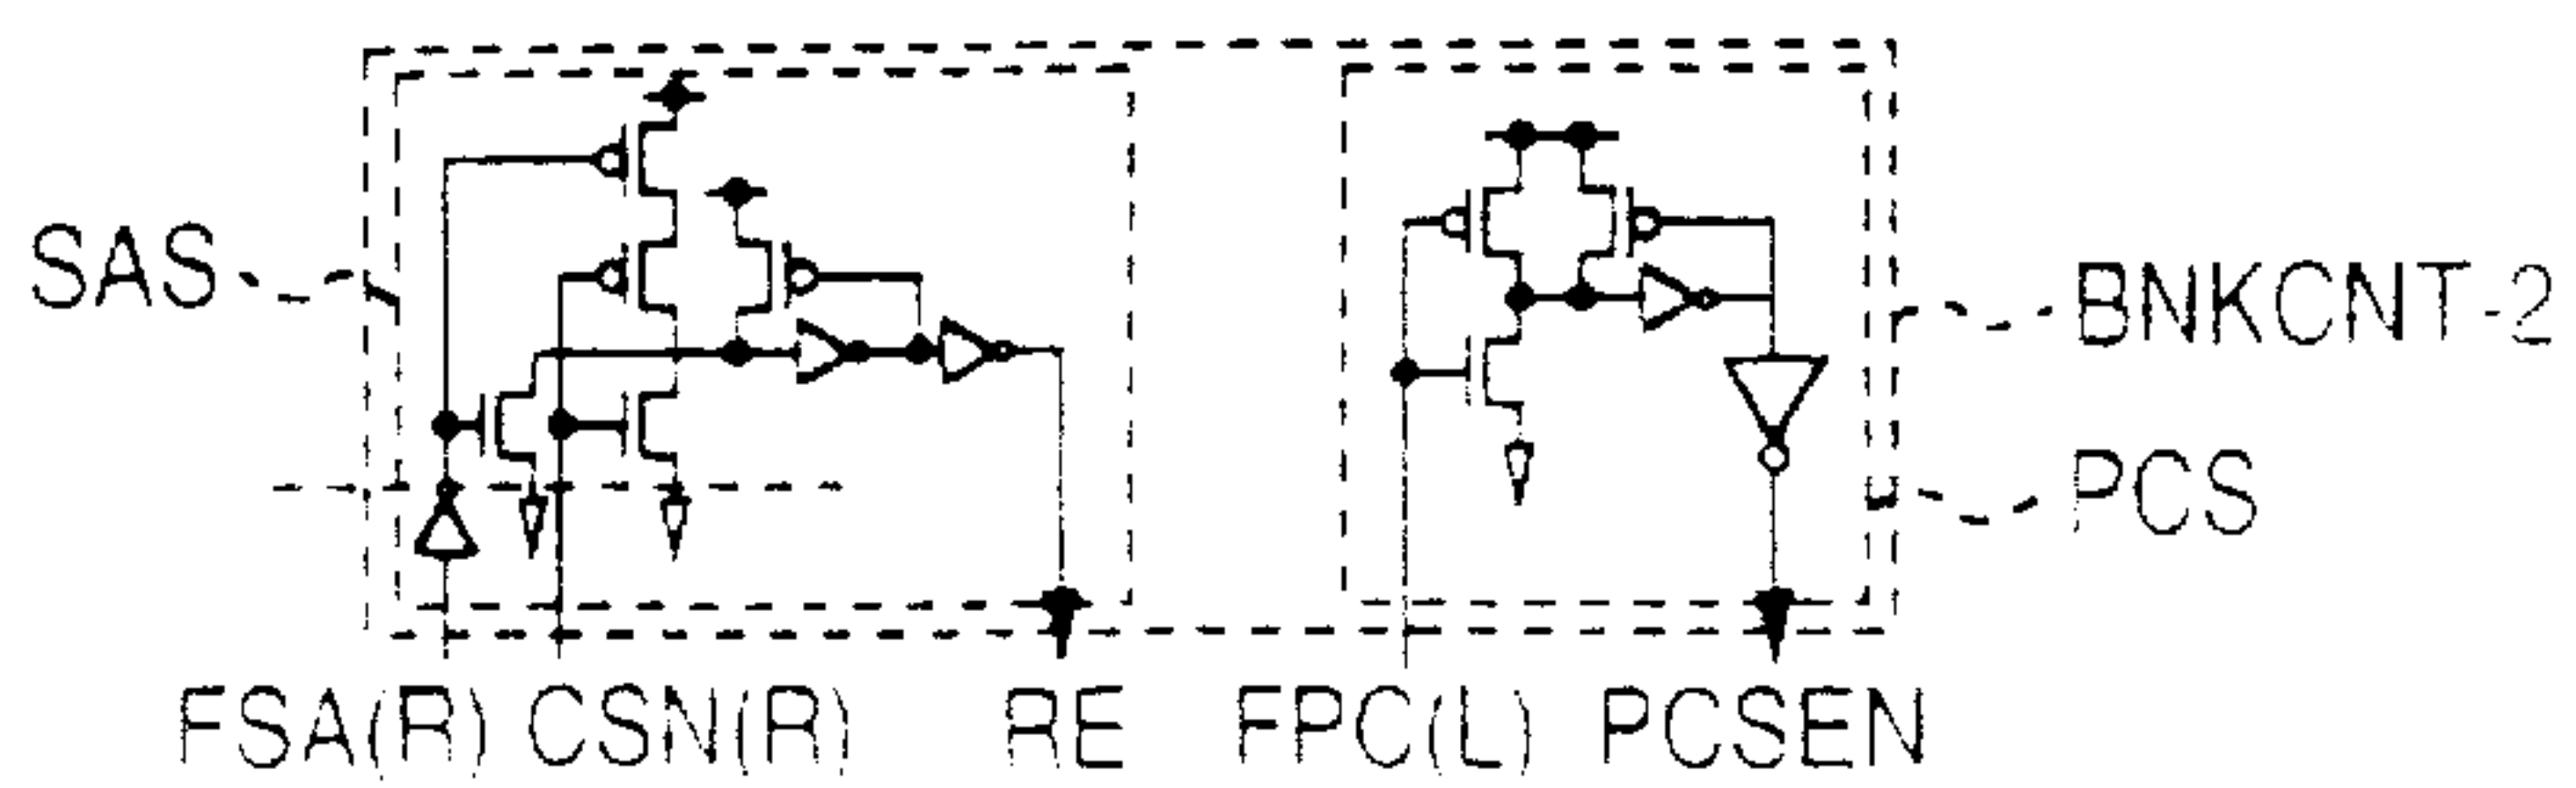 SAS
BNKCNT-2
PCS
FSA(R) CSN(R) RE FPC(L) PCSEN